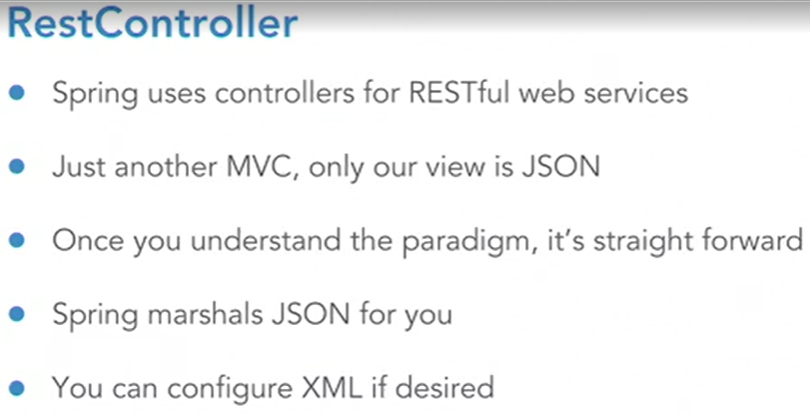 RestController
Spring uses controllers for RESTful web services
Just another MVC, only our view is JSON
Once you understand the paradigm, it's straight forward
Spring marshals JSON for you
You can configure XML if desired